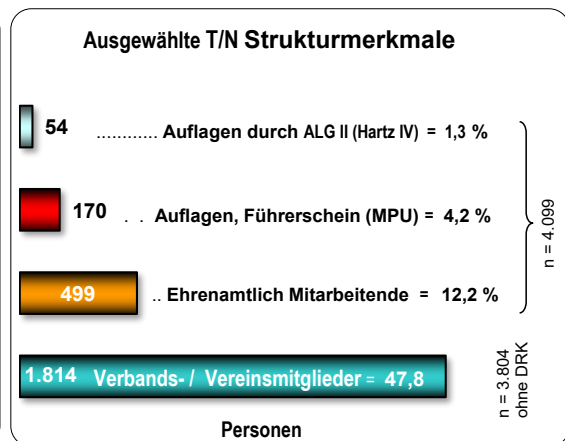 Ausgewählte T/N Strukturmerkmale
54 ............ Auflagen durch ALG II (Hartz IV) = 1,3 %
170 . . Auflagen, Führerschein (MPU) = 4,2 %
499 .. Ehrenamtlich Mitarbeitende = 12,2 %
n = 4.099
1.814 Verbands- / Vereinsmitglieder = 47,8
n = 3.804
ohne DRK
Personen